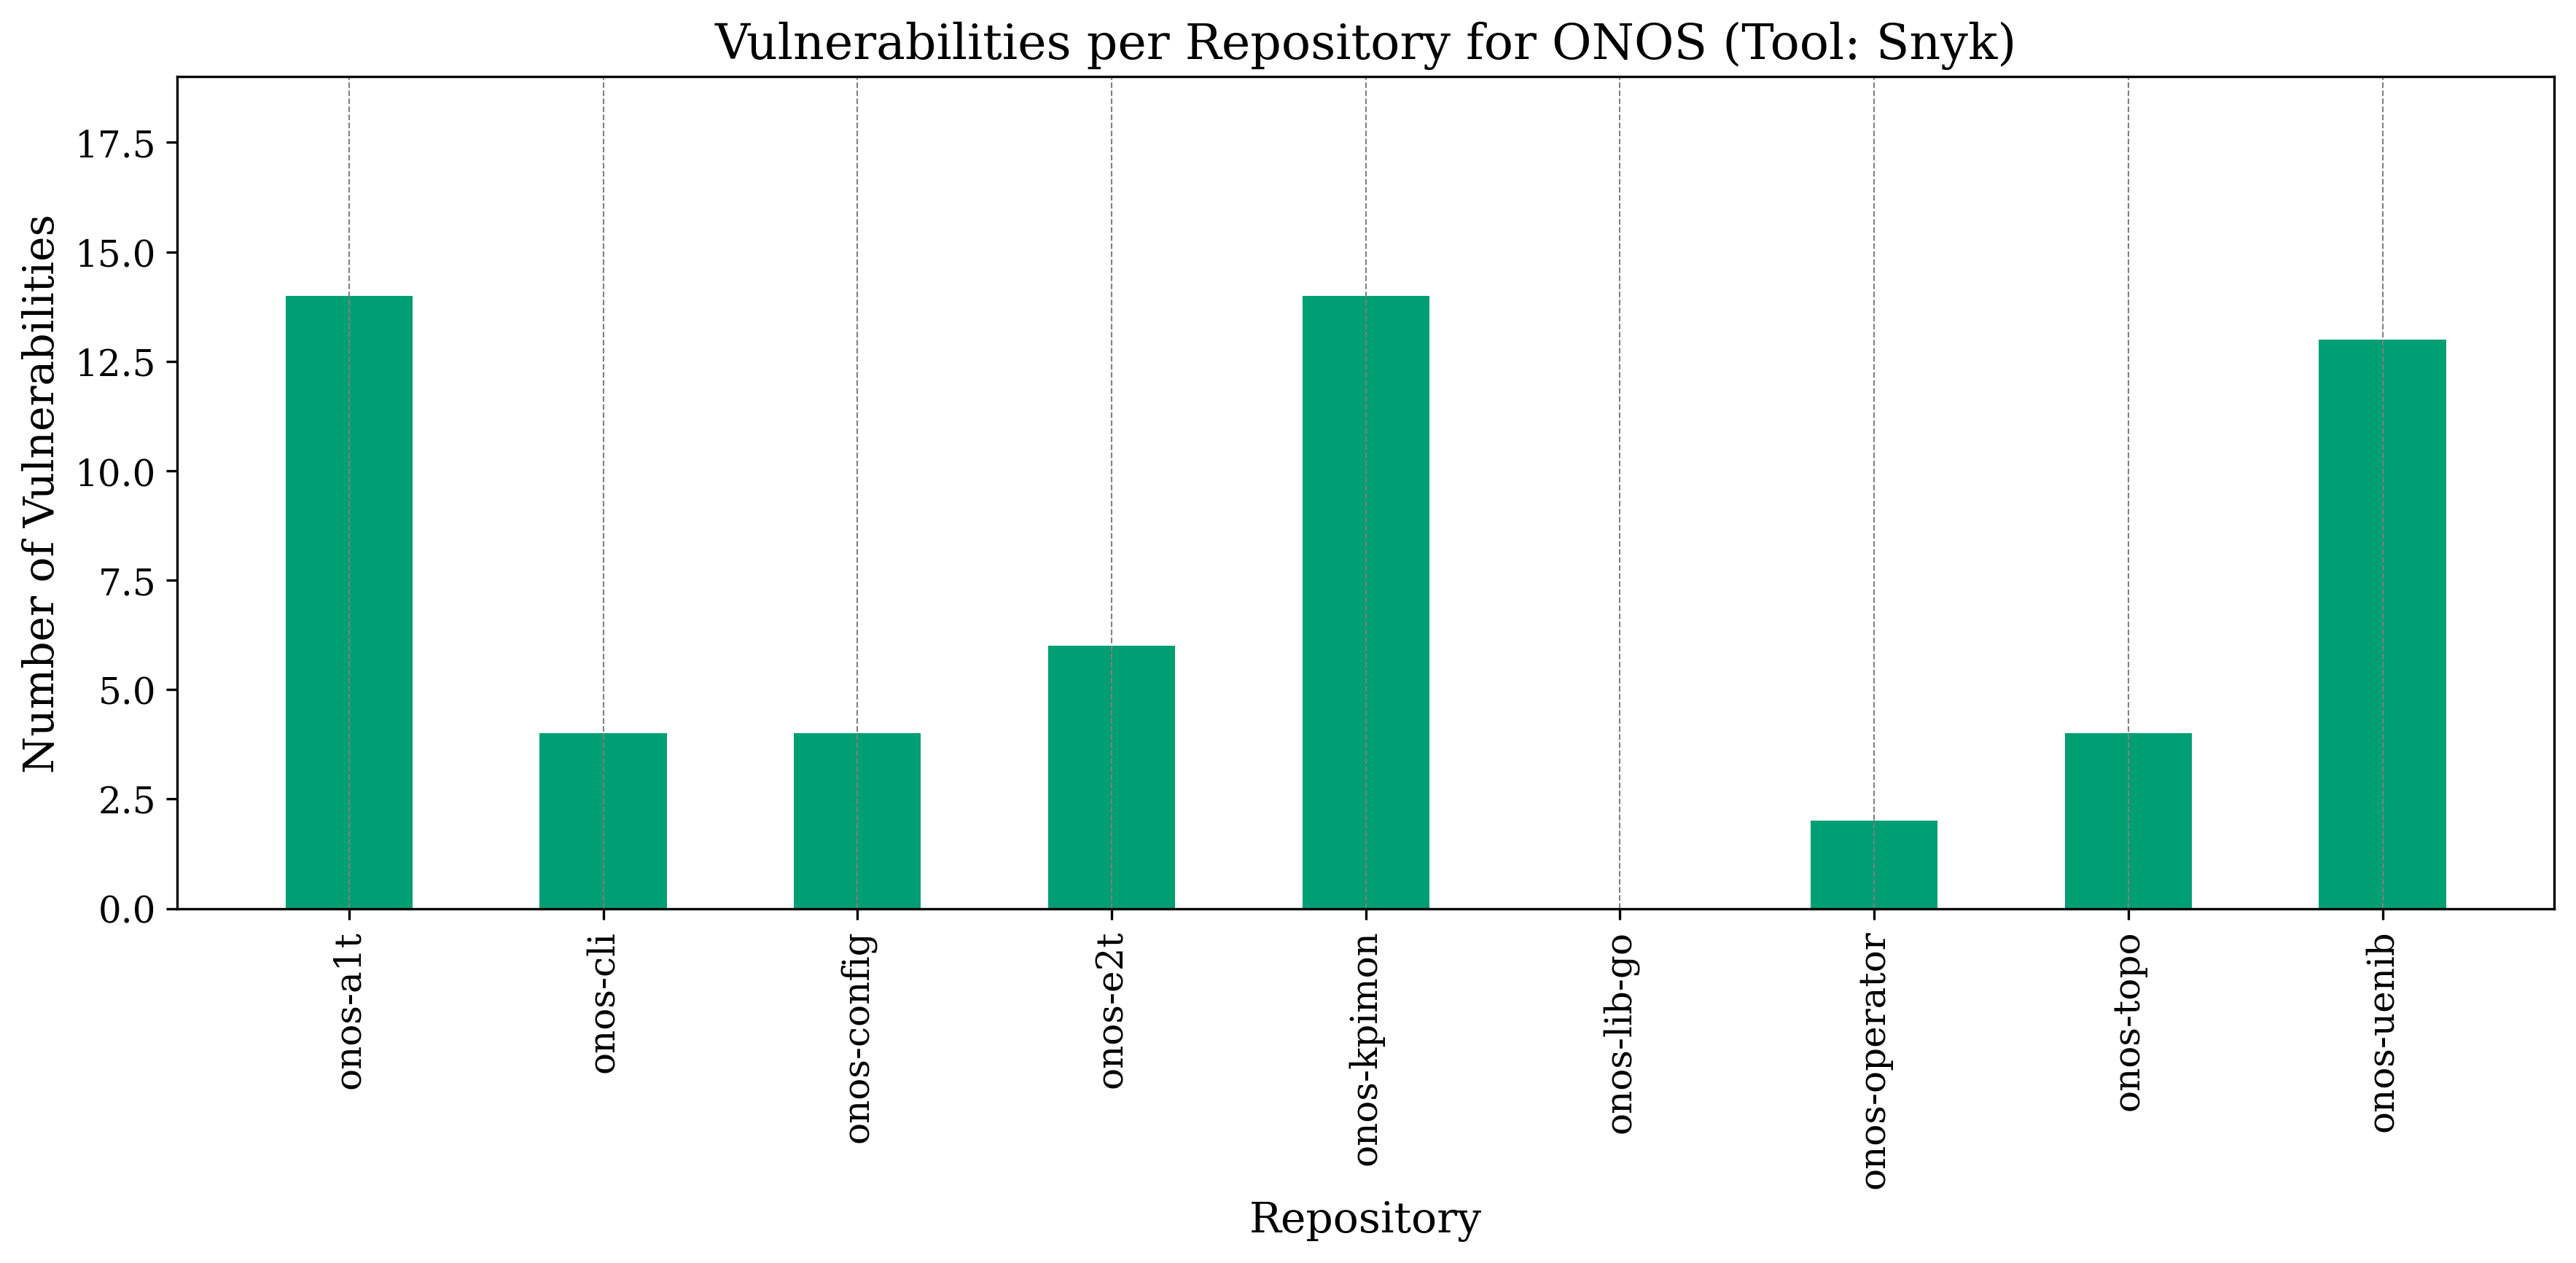 Vulnerabilities per Repository for ONOS (Tool: Snyk)
Number of Vulnerabilities
17.5
15.0
12.5
10.0
7.5
5.0
2.5
0.0
onos-a1t
onos-cli
onos-config
onos-e2t
onos-kpimon
onos-lib-go
onos-operator
onos-topo
onos-uenib
Repository